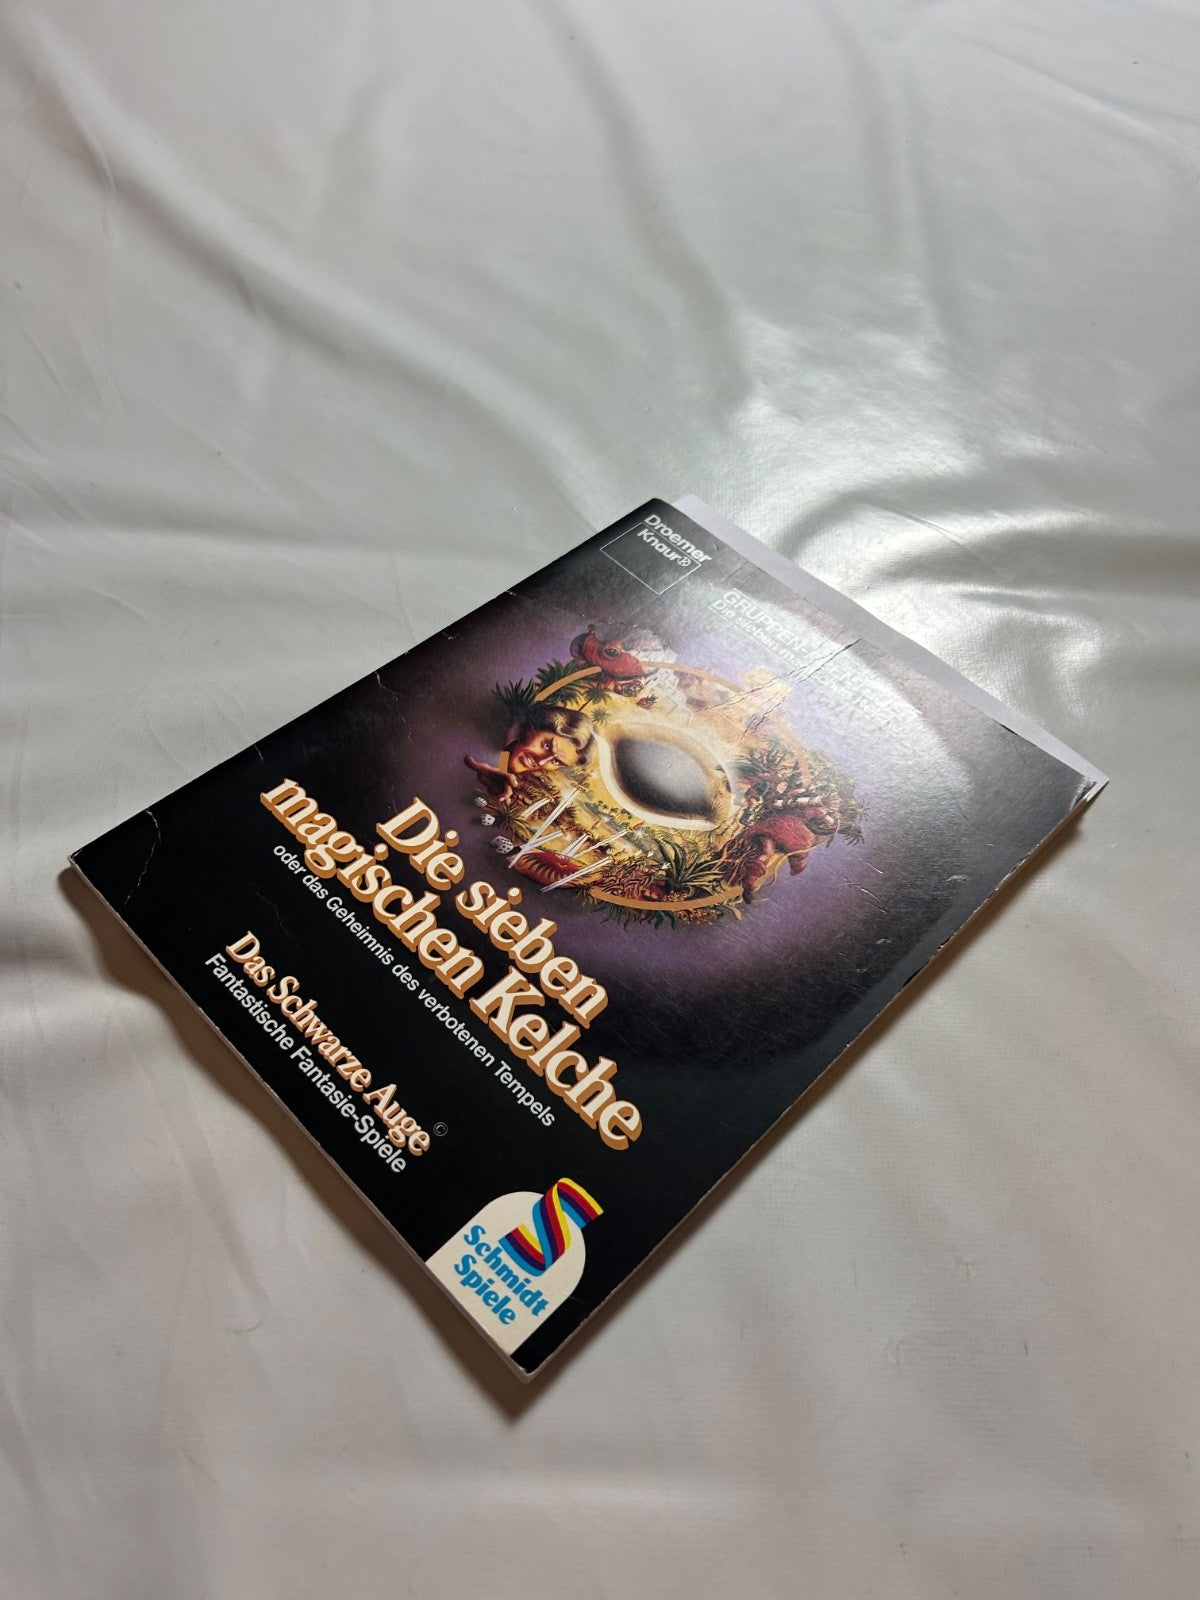 Droemer
Knaur®
Die sieben
magischen Kelche
oder das Geheimnis des verbotenen Tempels
Das Schwarze Auge ©
Fantastische Fantasie-Spiele
Schmidt
Spiele